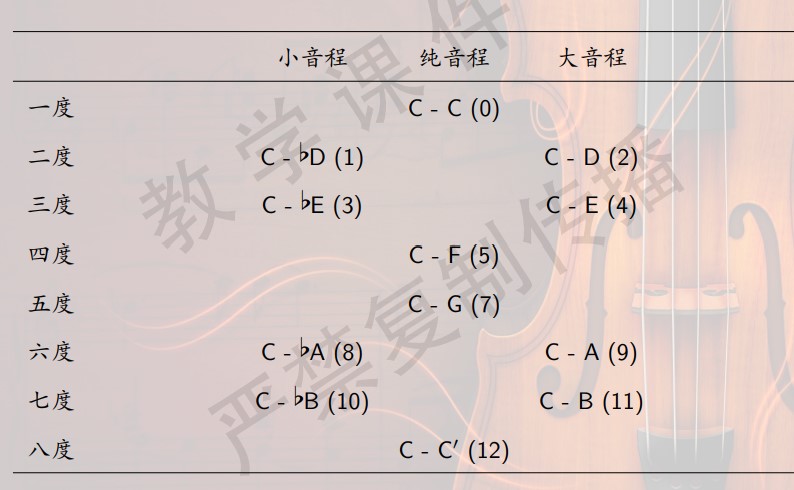 小音程 纯音程 大音程
一度 C - C (0)
二度 C - ♭D (1) C - D (2)
三度 C - ♭E (3) C - E (4)
四度 C - F (5)
五度 C - G (7)
六度 C - ♭A (8) C - A (9)
七度 C - ♭B (10) C - B (11)
八度 C - C′ (12)
教学课件
严禁复制传播